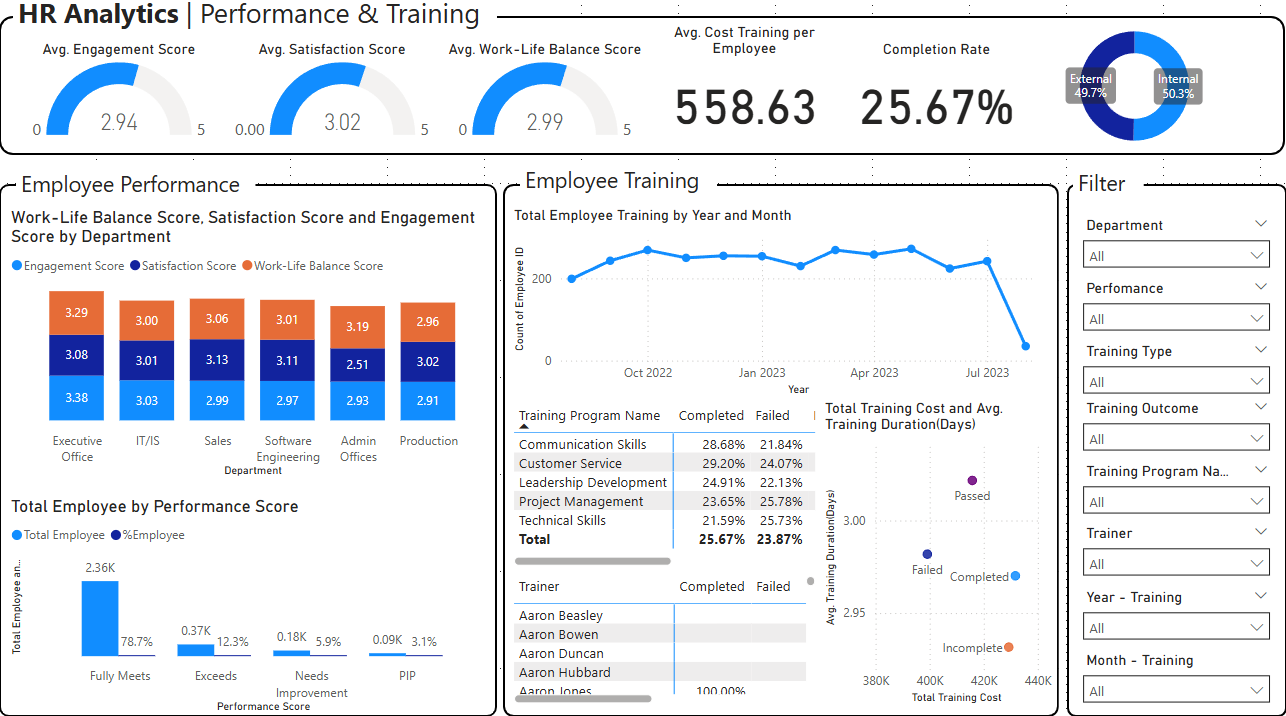 HR Analytics | Performance & Training
Avg. Engagement Score
0
2.94
5
Avg. Satisfaction Score
0.00
3.02
5
Avg. Work-Life Balance Score
0
2.99
5
Avg. Cost Training per
Employee
558.63
Completion Rate
25.67%
External
49.7%
Internal
50.3%
Employee Performance
Work-Life Balance Score, Satisfaction Score and Engagement
Score by Department
Engagement Score Satisfaction Score Work-Life Balance Score
3.29 3.00 3.06 3.01 3.19 2.96
3.08 3.01 3.13 3.11 2.51 3.02
3.38 3.03 2.99 2.97 2.93 2.91
Executive
Office
IT/IS
Sales
Software
Engineering
Admin
Offices
Production
Department
Total Employee by Performance Score
Total Employee %Employee
Total Employee an...
2.36K 78.7%
0.37K 12.3%
0.18K 5.9%
0.09K 3.1%
Fully Meets
Exceeds
Needs
Improvement
PIP
Performance Score
Employee Training
Total Employee Training by Year and Month
Count of Employee ID
200
0
Oct 2022 Jan 2023 Apr 2023 Jul 2023
Year
Training Program Name Completed Failed
Communication Skills 28.68% 21.84%
Customer Service 29.20% 24.07%
Leadership Development 24.91% 22.13%
Project Management 23.65% 25.78%
Technical Skills 21.59% 25.73%
Total 25.67% 23.87%
Trainer Completed Failed
Aaron Beasley
Aaron Bowen
Aaron Duncan
Aaron Hubbard
Aaron Jones 100.00%
Total Training Cost and Avg.
Training Duration(Days)
Avg. Training Duration(Days)
3.00
2.95
Passed
Failed
Completed
Incomplete
380K 400K 420K 440K
Total Training Cost
Filter
Department
All
Perfomance
All
Training Type
All
Training Outcome
All
Training Program Na...
All
Trainer
All
Year - Training
All
Month - Training
All